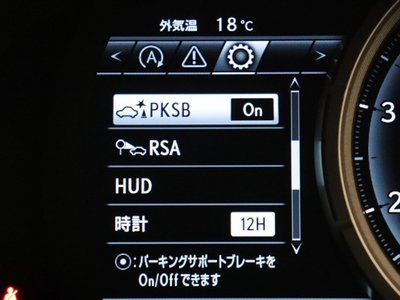 外気温 18℃
PKSB On
RSA
HUD
時計 12H
⦿:パーキングサポートブレーキを
On/Offできます
3
2